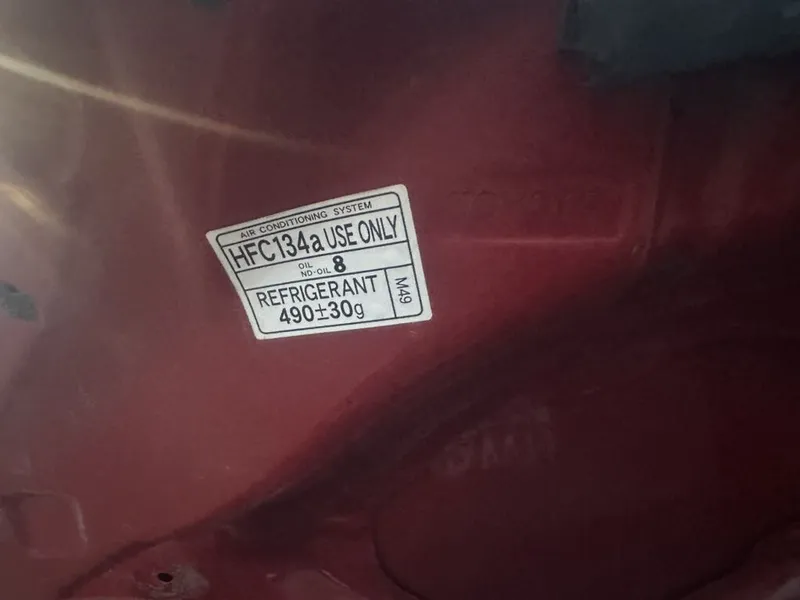 AIR CONDITIONING SYSTEM
HFC134a USE ONLY
OIL
ND-OIL 8
REFRIGERANT
490±30g
M49